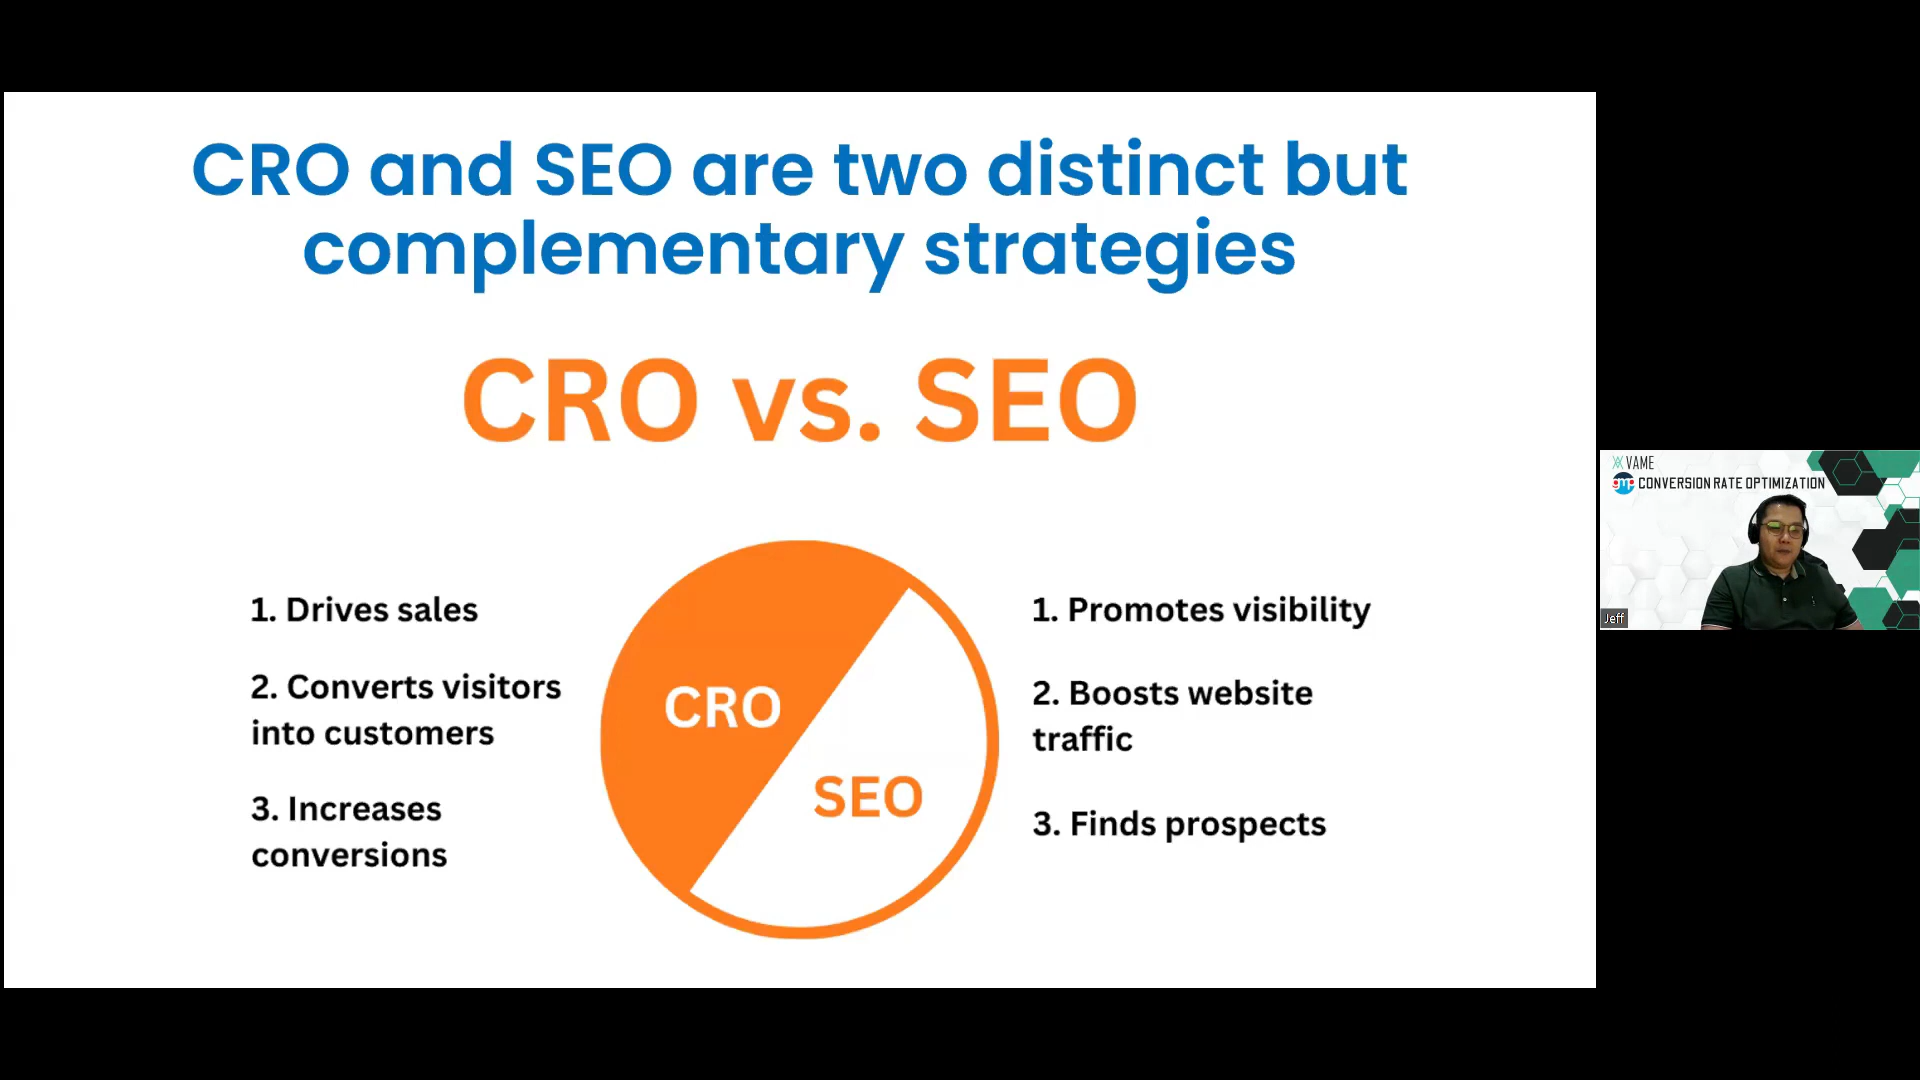 CRO and SEO are two distinct but
complementary strategies
CRO vs. SEO
1. Drives sales
2. Converts visitors
into customers
3. Increases
conversions
CRO
SEO
1. Promotes visibility
2. Boosts website
traffic
3. Finds prospects
VAME
gmp CONVERSION RATE OPTIMIZATION
Jeff